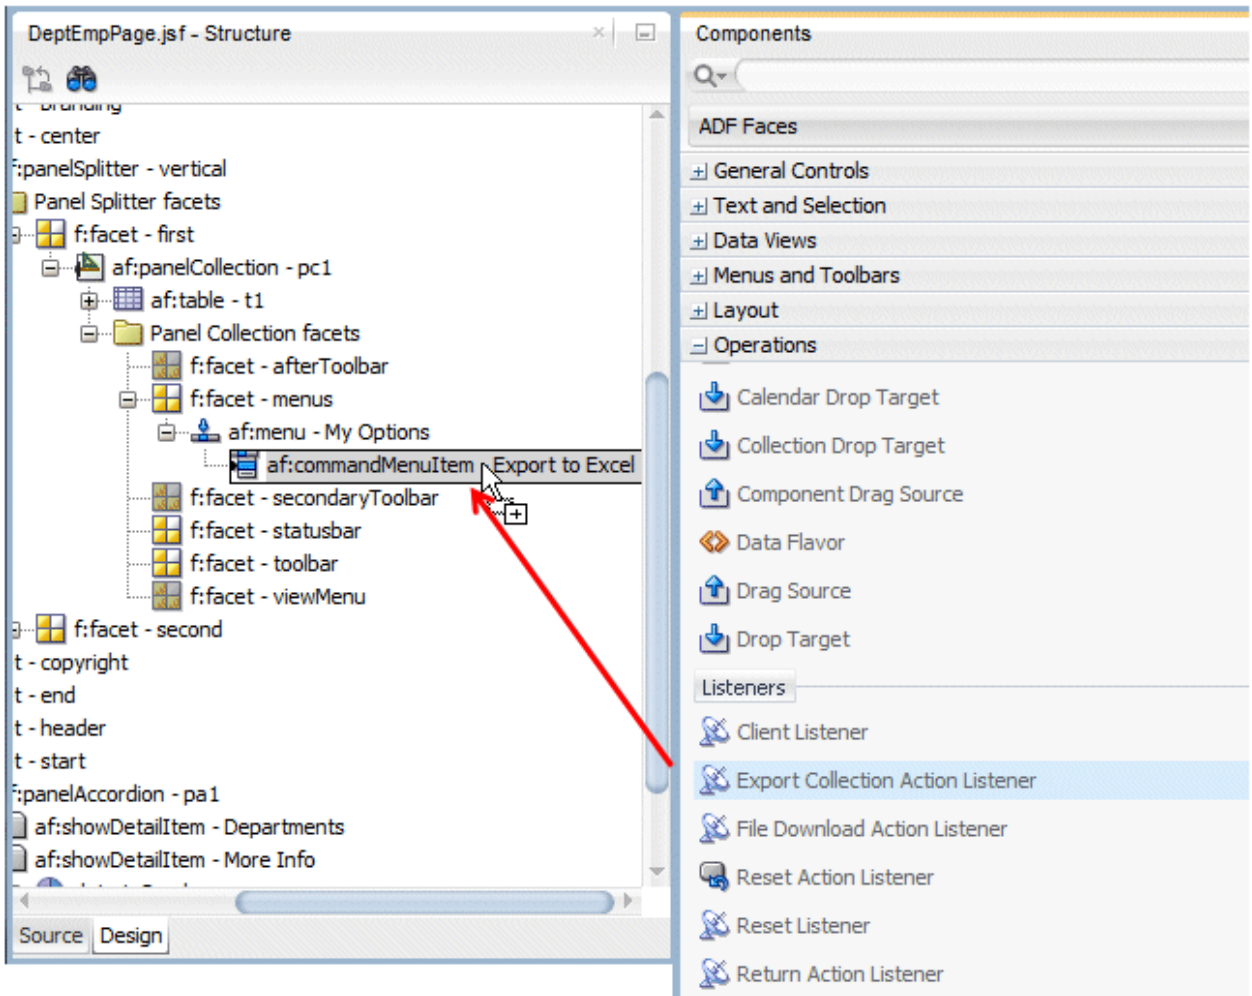 DeptEmpPage.jsf - Structure
t - center
f:panelSplitter - vertical
Panel Splitter facets
f:facet - first
af:panelCollection - pc1
af:table - t1
Panel Collection facets
f:facet - afterToolbar
f:facet - menus
af:menu - My Options
af:commandMenuItem - Export to Excel
f:facet - secondaryToolbar
f:facet - statusbar
f:facet - toolbar
f:facet - viewMenu
f:facet - second
t - copyright
t - end
t - header
t - start
f:panelAccordion - pa1
af:showDetailItem - Departments
af:showDetailItem - More Info
Source Design
Components
ADF Faces
General Controls
Text and Selection
Data Views
Menus and Toolbars
Layout
Operations
Calendar Drop Target
Collection Drop Target
Component Drag Source
Data Flavor
Drag Source
Drop Target
Listeners
Client Listener
Export Collection Action Listener
File Download Action Listener
Reset Action Listener
Reset Listener
Return Action Listener